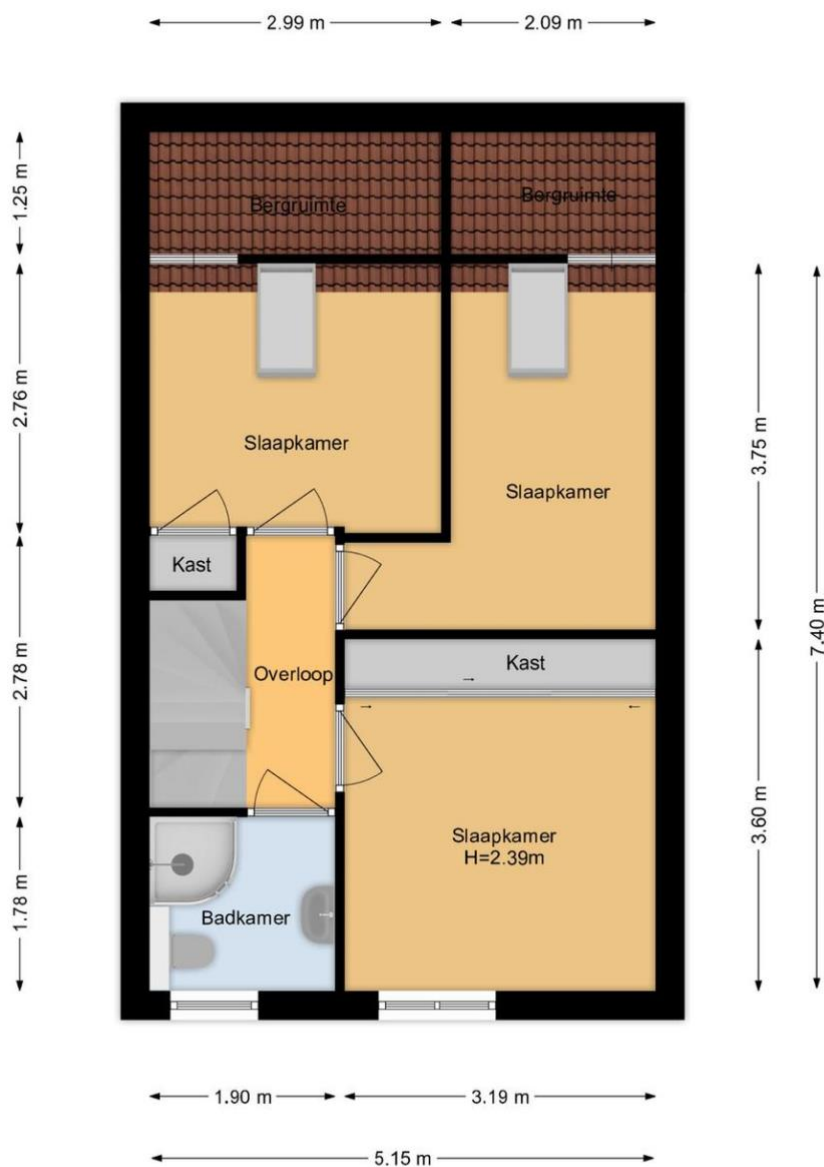 2.99 m
2.09 m
1.25 m
Bergruimte
Bergruimte
2.76 m
Slaapkamer
3.75 m
Slaapkamer
7.40 m
Kast
2.78 m
Overloop
Kast
3.60 m
Slaapkamer
H=2.39m
1.78 m
Badkamer
1.90 m
3.19 m
5.15 m